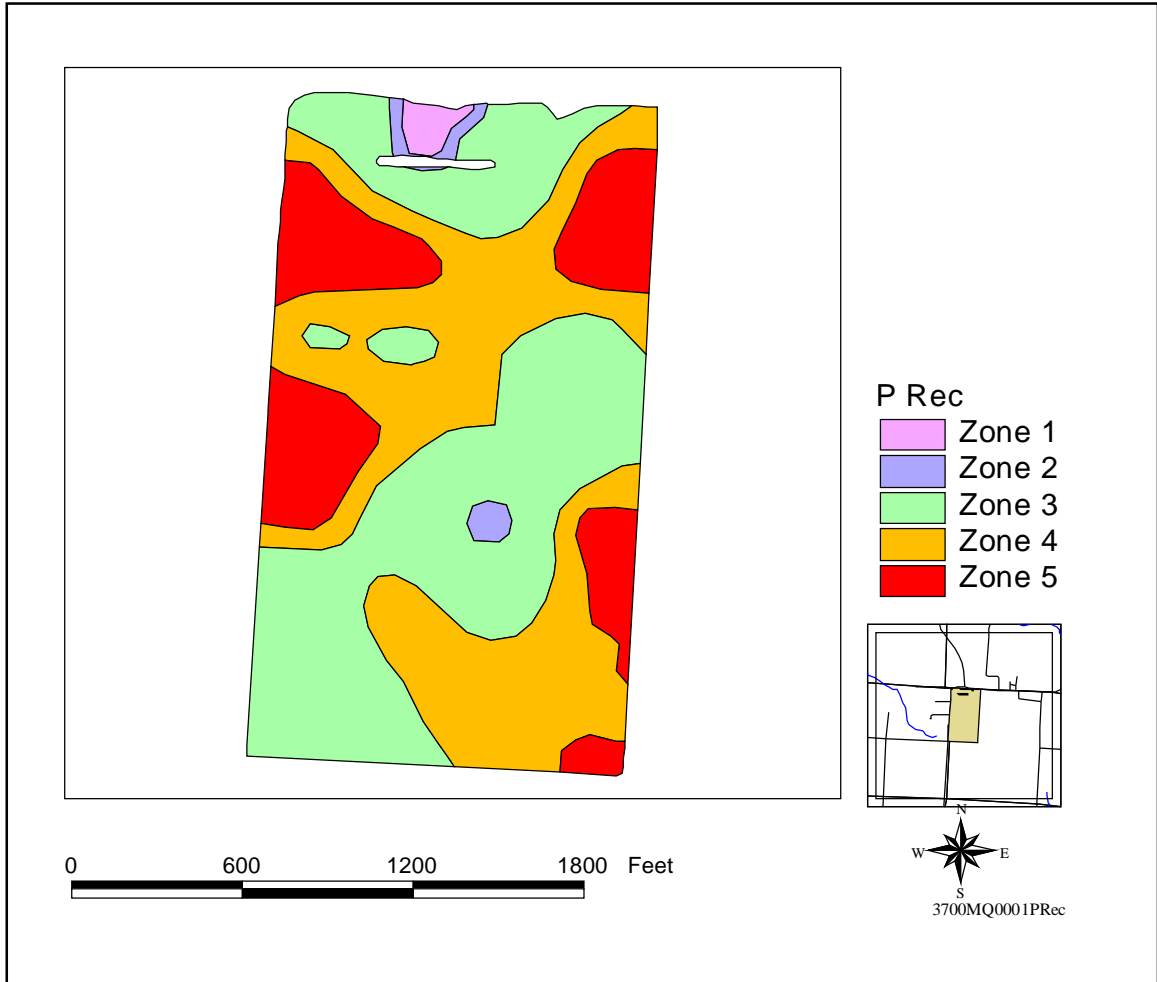 P Rec
Zone 1
Zone 2
Zone 3
Zone 4
Zone 5
0 600 1200 1800 Feet
N
W E
S
3700MQ0001PRec